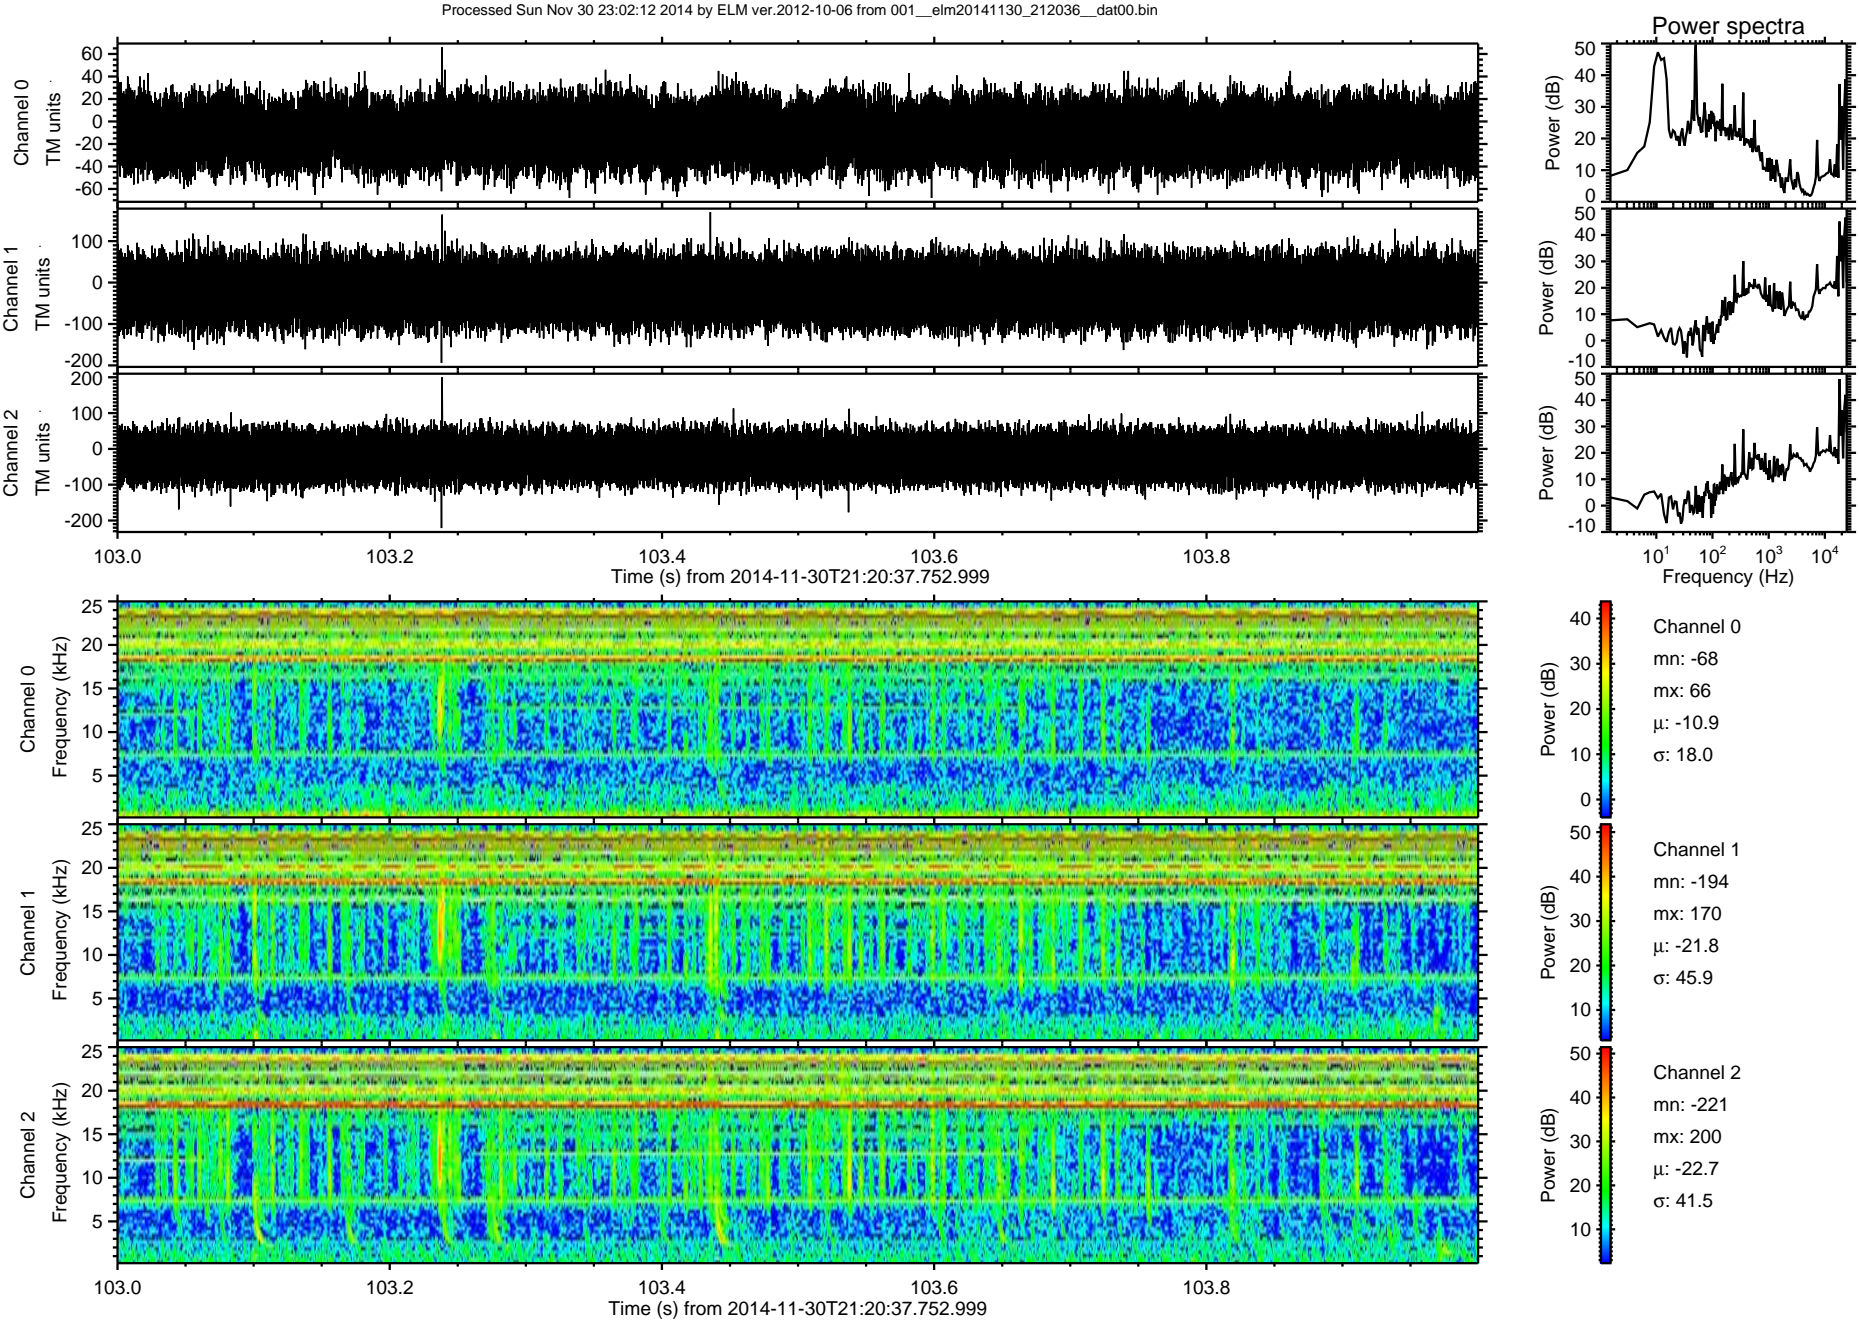 Processed Sun Nov 30 23:02:12 2014 by ELM ver.2012-10-06 from 001__elm20141130_212036__dat00.bin
Power spectra
Channel 0
TM units
60
40
20
0
-20
-40
-60
Power (dB)
50
40
30
20
10
0
Channel 1
TM units
100
0
-100
-200
Power (dB)
50
40
30
20
10
0
-10
Channel 2
TM units
200
100
0
-100
-200
Power (dB)
50
40
30
20
10
0
-10
103.0 103.2 103.4 103.6 103.8
Time (s) from 2014-11-30T21:20:37.752.999
10^1 10^2 10^3 10^4
Frequency (Hz)
Channel 0
Frequency (kHz)
25
20
15
10
5
Power (dB)
40
30
20
10
0
Channel 0
mn: -68
mx: 66
μ: -10.9
σ: 18.0
Channel 1
Frequency (kHz)
25
20
15
10
5
Power (dB)
50
40
30
20
10
Channel 1
mn: -194
mx: 170
μ: -21.8
σ: 45.9
Channel 2
Frequency (kHz)
25
20
15
10
5
Power (dB)
50
40
30
20
10
Channel 2
mn: -221
mx: 200
μ: -22.7
σ: 41.5
103.0 103.2 103.4 103.6 103.8
Time (s) from 2014-11-30T21:20:37.752.999